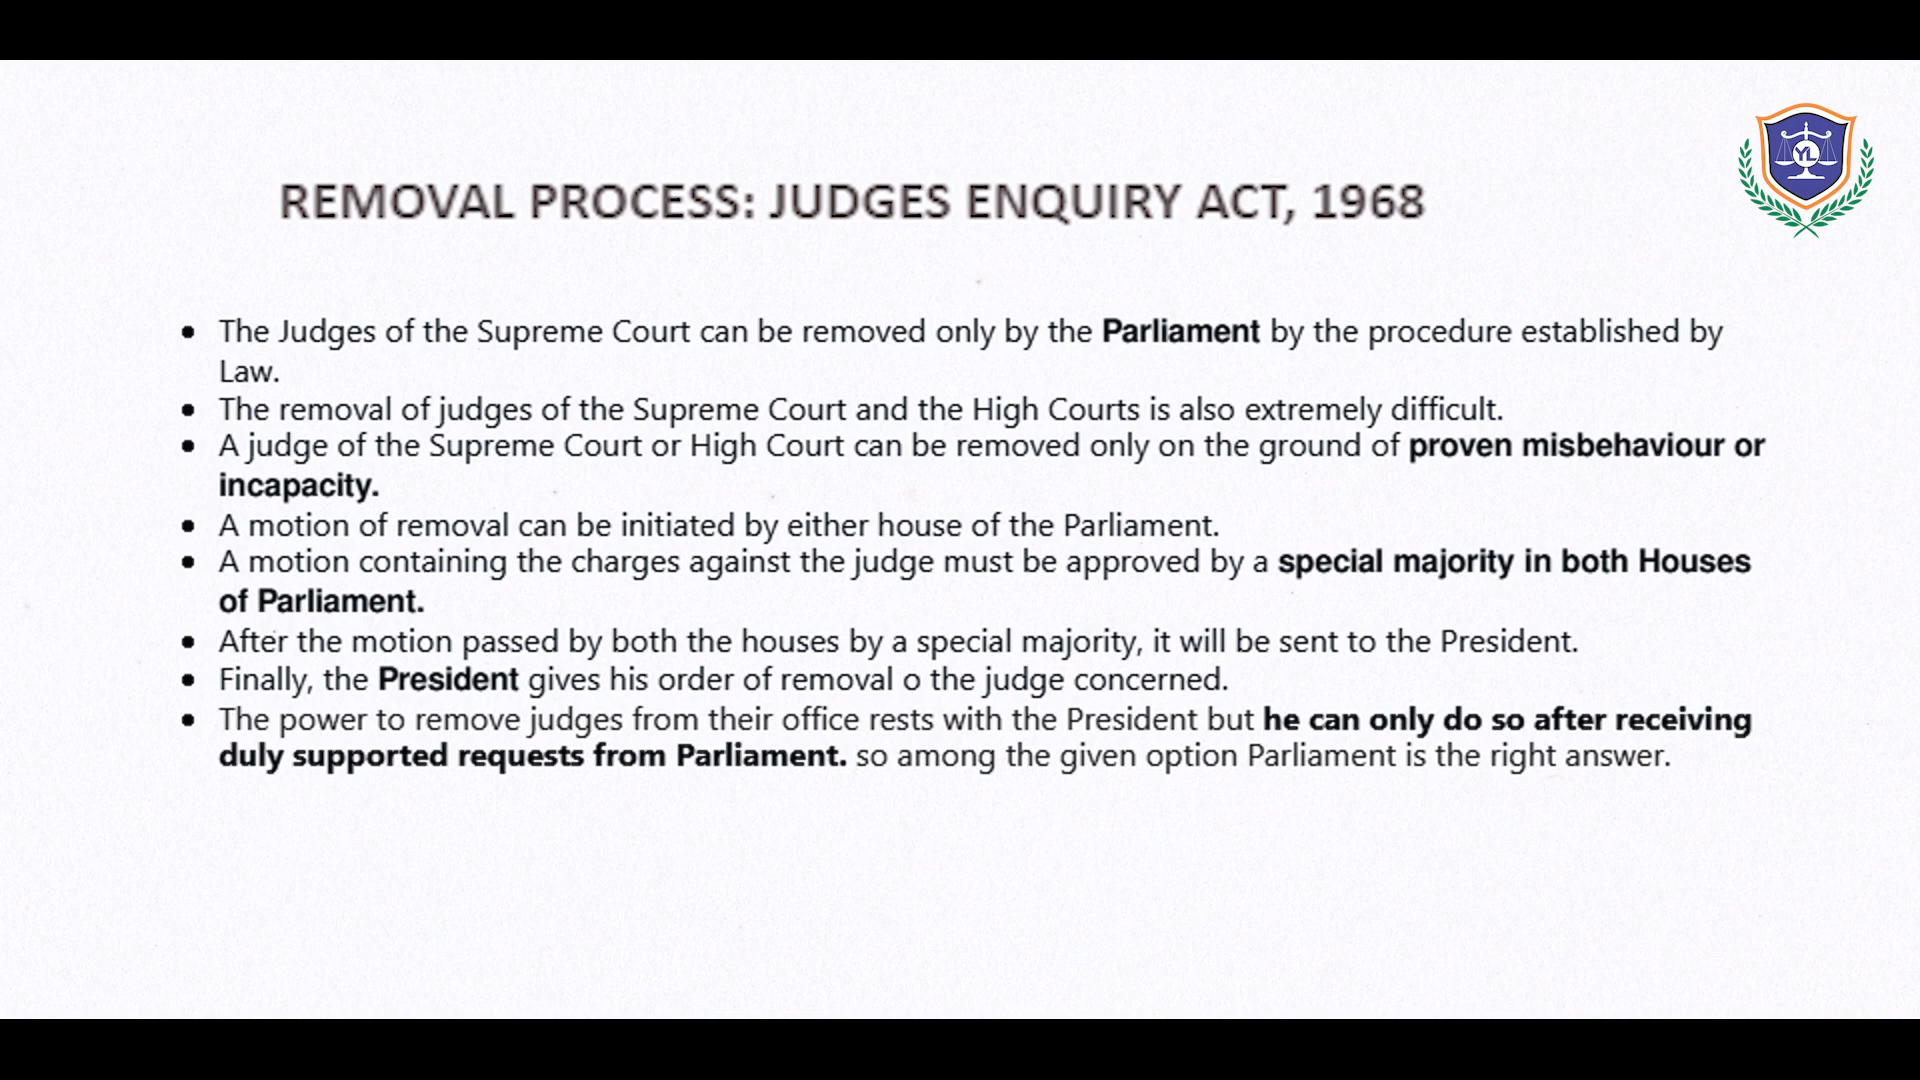 REMOVAL PROCESS: JUDGES ENQUIRY ACT, 1968
YL
• The Judges of the Supreme Court can be removed only by the Parliament by the procedure established by
Law.
• The removal of judges of the Supreme Court and the High Courts is also extremely difficult.
• A judge of the Supreme Court or High Court can be removed only on the ground of proven misbehaviour or
incapacity.
• A motion of removal can be initiated by either house of the Parliament.
• A motion containing the charges against the judge must be approved by a special majority in both Houses
of Parliament.
• After the motion passed by both the houses by a special majority, it will be sent to the President.
• Finally, the President gives his order of removal o the judge concerned.
• The power to remove judges from their office rests with the President but he can only do so after receiving
duly supported requests from Parliament. so among the given option Parliament is the right answer.